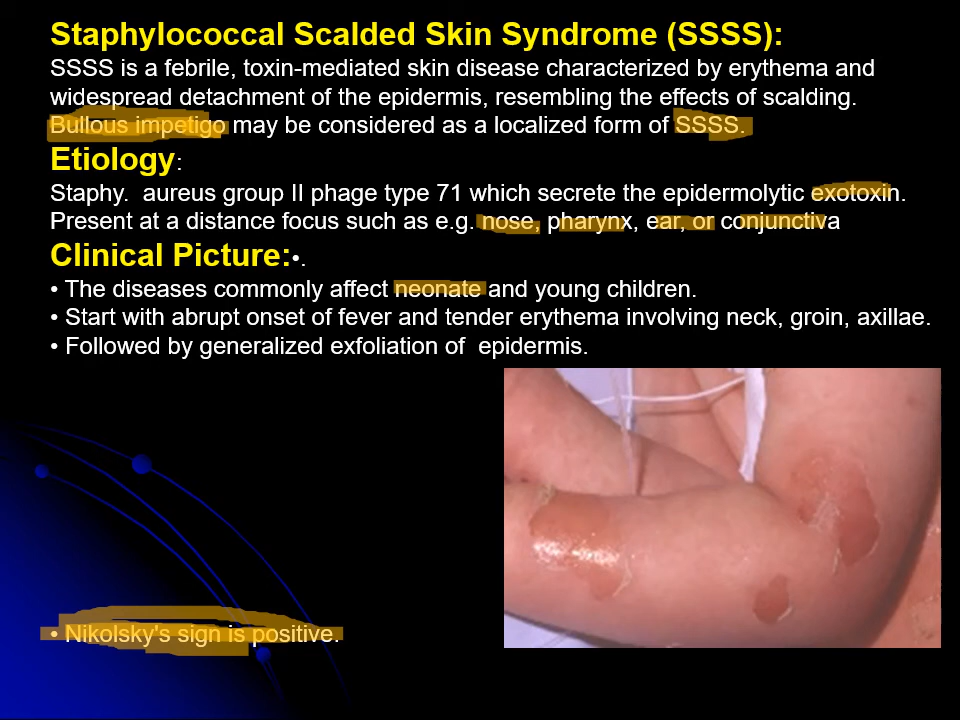 Staphylococcal Scalded Skin Syndrome (SSSS):
SSSS is a febrile, toxin-mediated skin disease characterized by erythema and
widespread detachment of the epidermis, resembling the effects of scalding.
Bullous impetigo may be considered as a localized form of SSSS.
Etiology:
Staphy. aureus group II phage type 71 which secrete the epidermolytic exotoxin.
Present at a distance focus such as e.g. nose, pharynx, ear, or conjunctiva
Clinical Picture:•.
• The diseases commonly affect neonate and young children.
• Start with abrupt onset of fever and tender erythema involving neck, groin, axillae.
• Followed by generalized exfoliation of epidermis.
• Nikolsky's sign is positive.